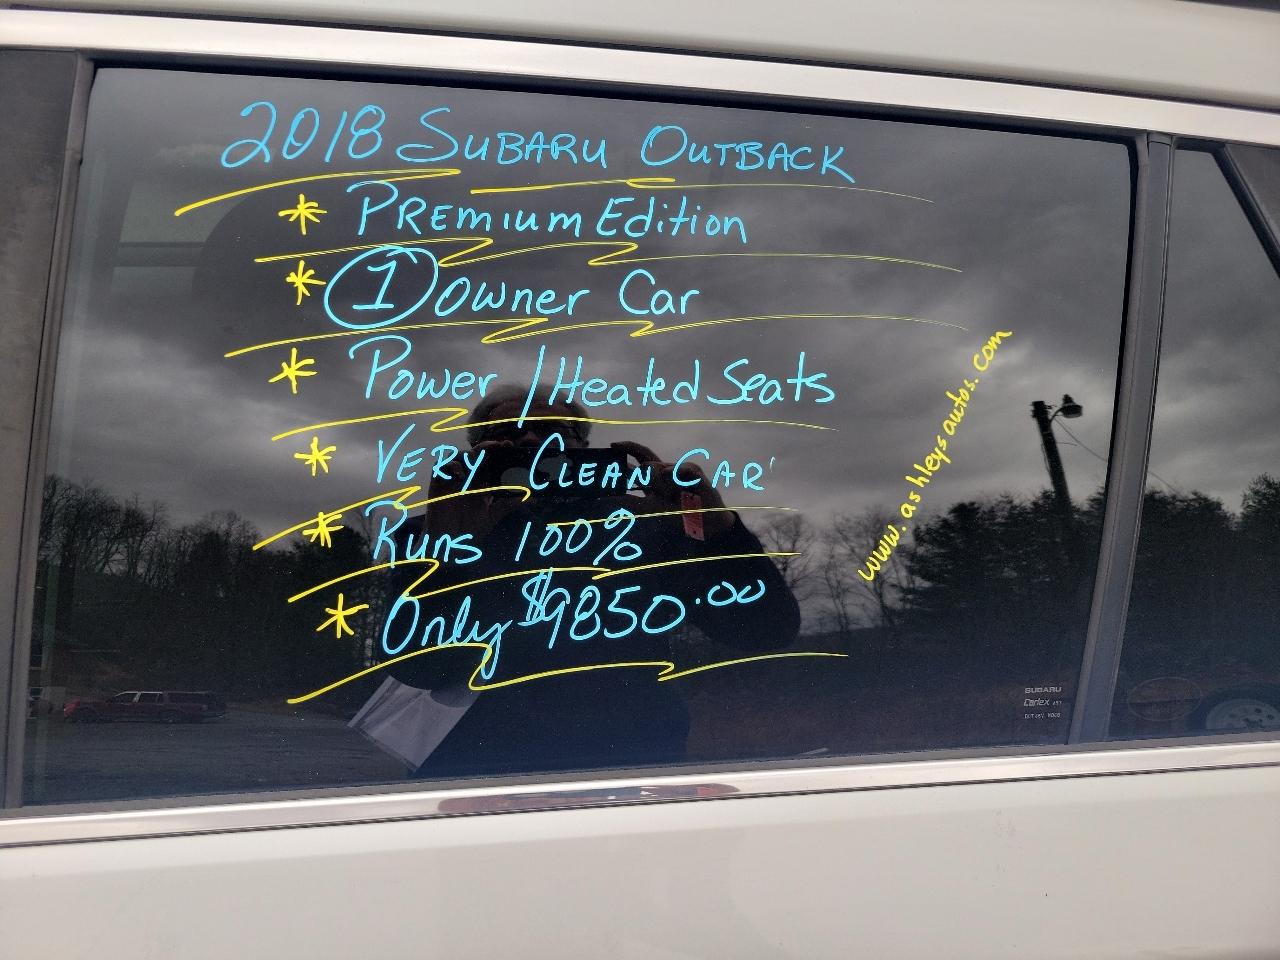 2018 SUBARU OUTBACK
* PREMIUM Edition
* 1 OWNER Car
* Power / Heated Seats
* VERY CLEAN CAR
* Runs 100%
* Only $9850.00
www.ashleysautos.com
SUBARU
Carlex